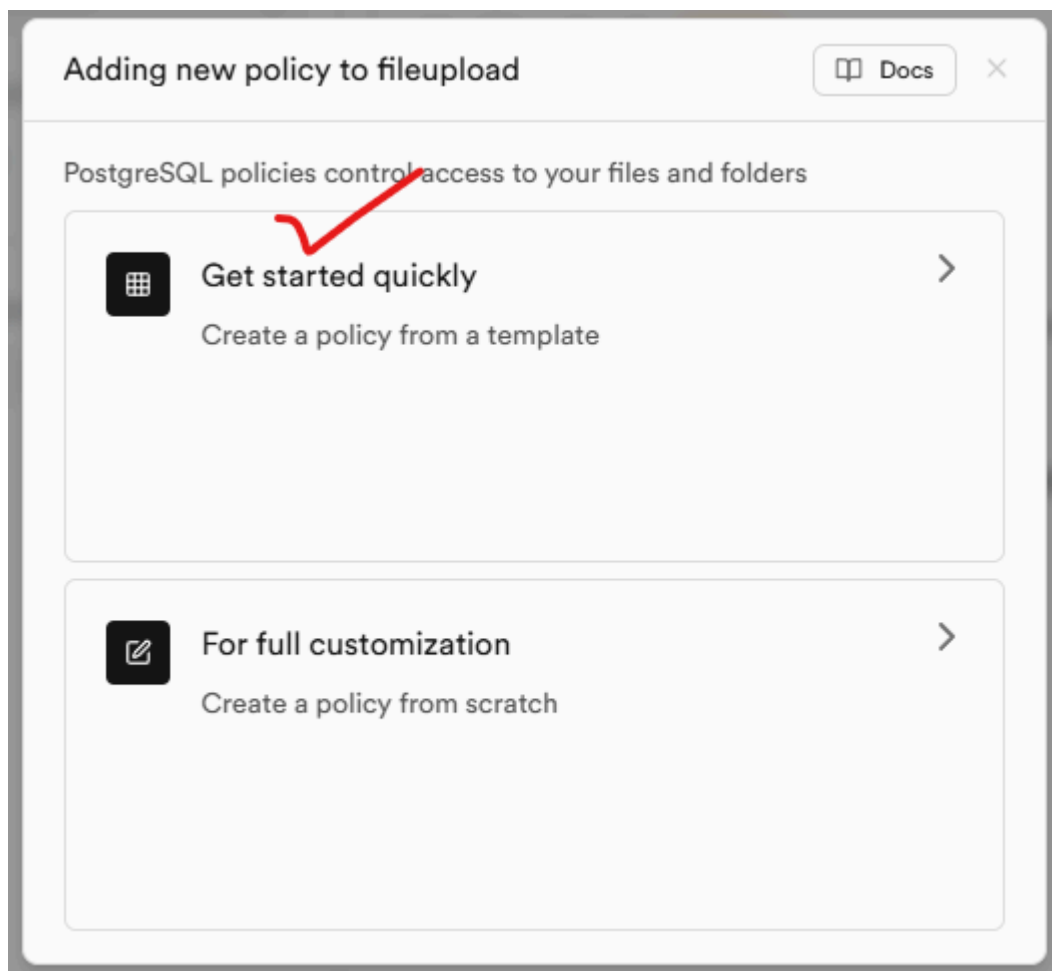 Adding new policy to fileupload
Docs
PostgreSQL policies control access to your files and folders
Get started quickly
Create a policy from a template
For full customization
Create a policy from scratch